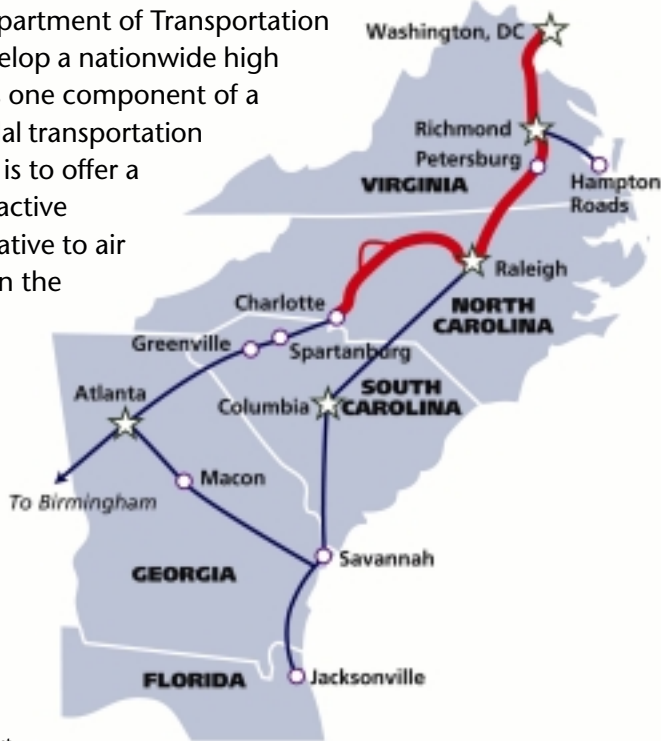 partment of Transportation
velop a nationwide high
one component of a
al transportation
is to offer a
active
ative to air
n the
Washington, DC
Richmond
Petersburg
VIRGINIA
Hampton
Roads
Raleigh
Charlotte
NORTH
CAROLINA
Greenville
Spartanburg
Atlanta
SOUTH
CAROLINA
Columbia
Macon
To Birmingham
Savannah
GEORGIA
FLORIDA
Jacksonville